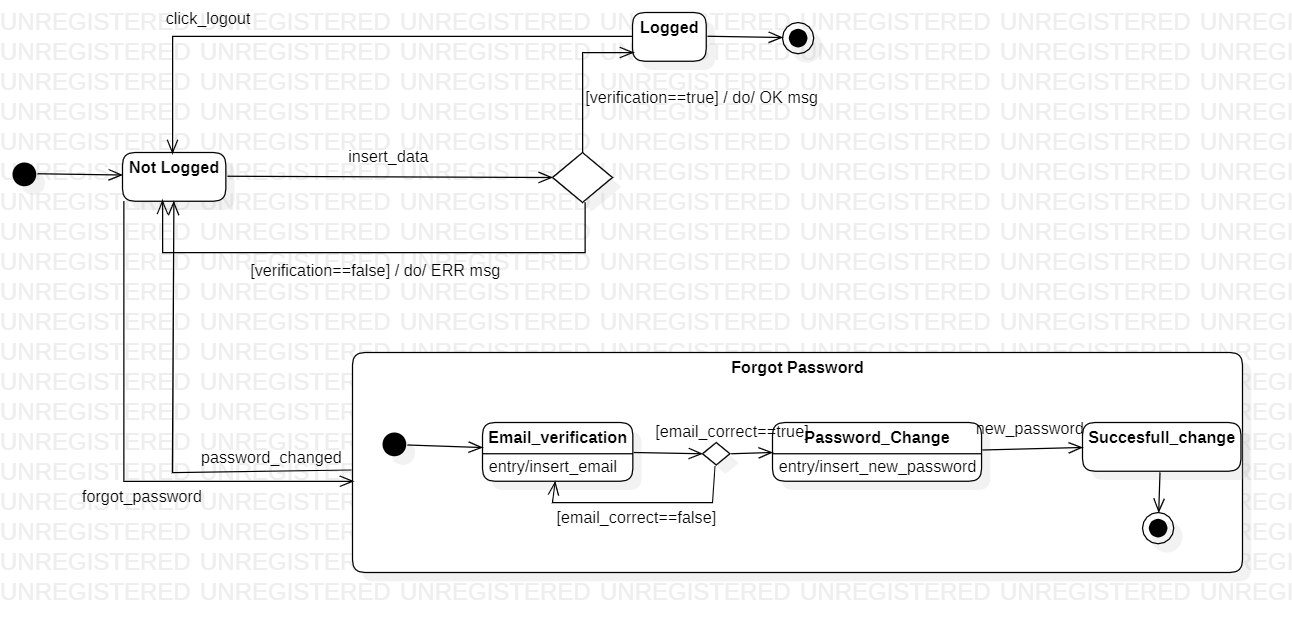 click_logout
Logged
[verification==true] / do/ OK msg
insert_data
Not Logged
[verification==false] / do/ ERR msg
Forgot Password
Email_verification
entry/insert_email
[email_correct==true]
Password_Change
entry/insert_new_password
new_password
Succesfull_change
[email_correct==false]
password_changed
forgot_password
UNREGISTERED UNREGISTERED UNREGISTERED UNREGISTERED UNREGISTERED UNREGISTERED